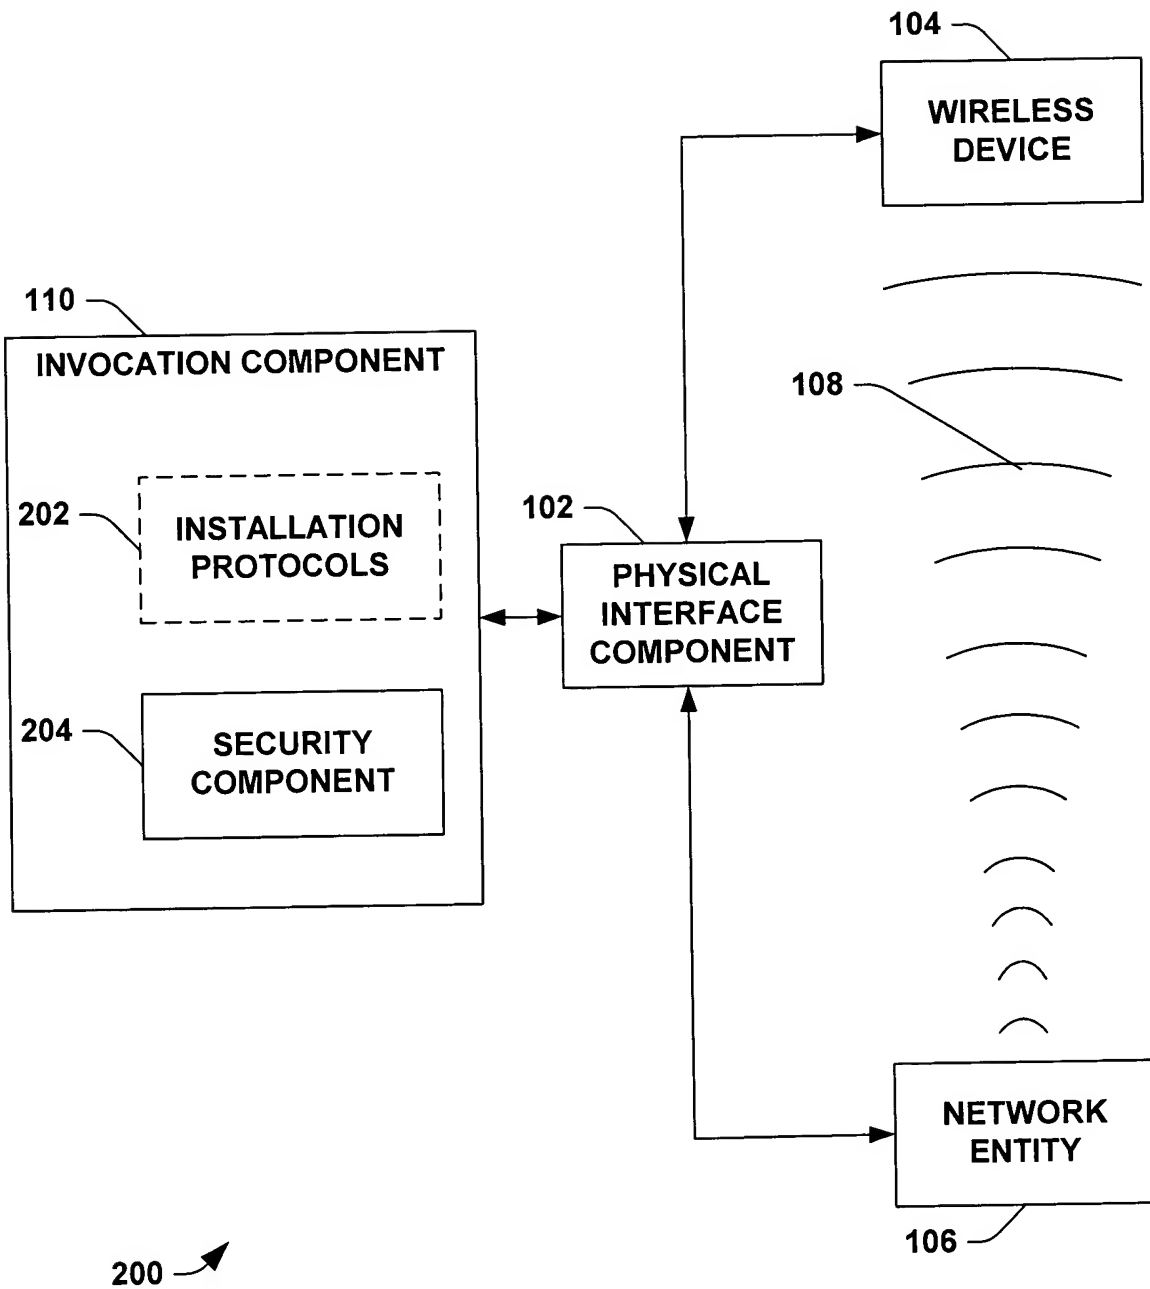 104
WIRELESS
DEVICE
110
INVOCATION COMPONENT
108
202
INSTALLATION
PROTOCOLS
102
PHYSICAL
INTERFACE
COMPONENT
204
SECURITY
COMPONENT
NETWORK
ENTITY
106
200